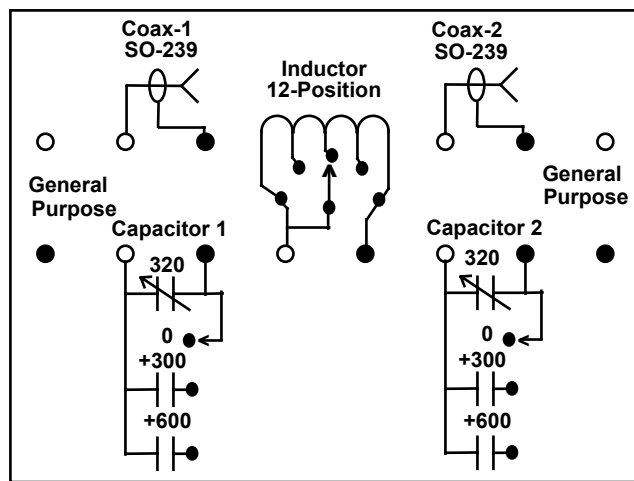 Coax-1
SO-239
Coax-2
SO-239
Inductor
12-Position
General
Purpose
General
Purpose
Capacitor 1
Capacitor 2
320
320
0
0
+300
+300
+600
+600